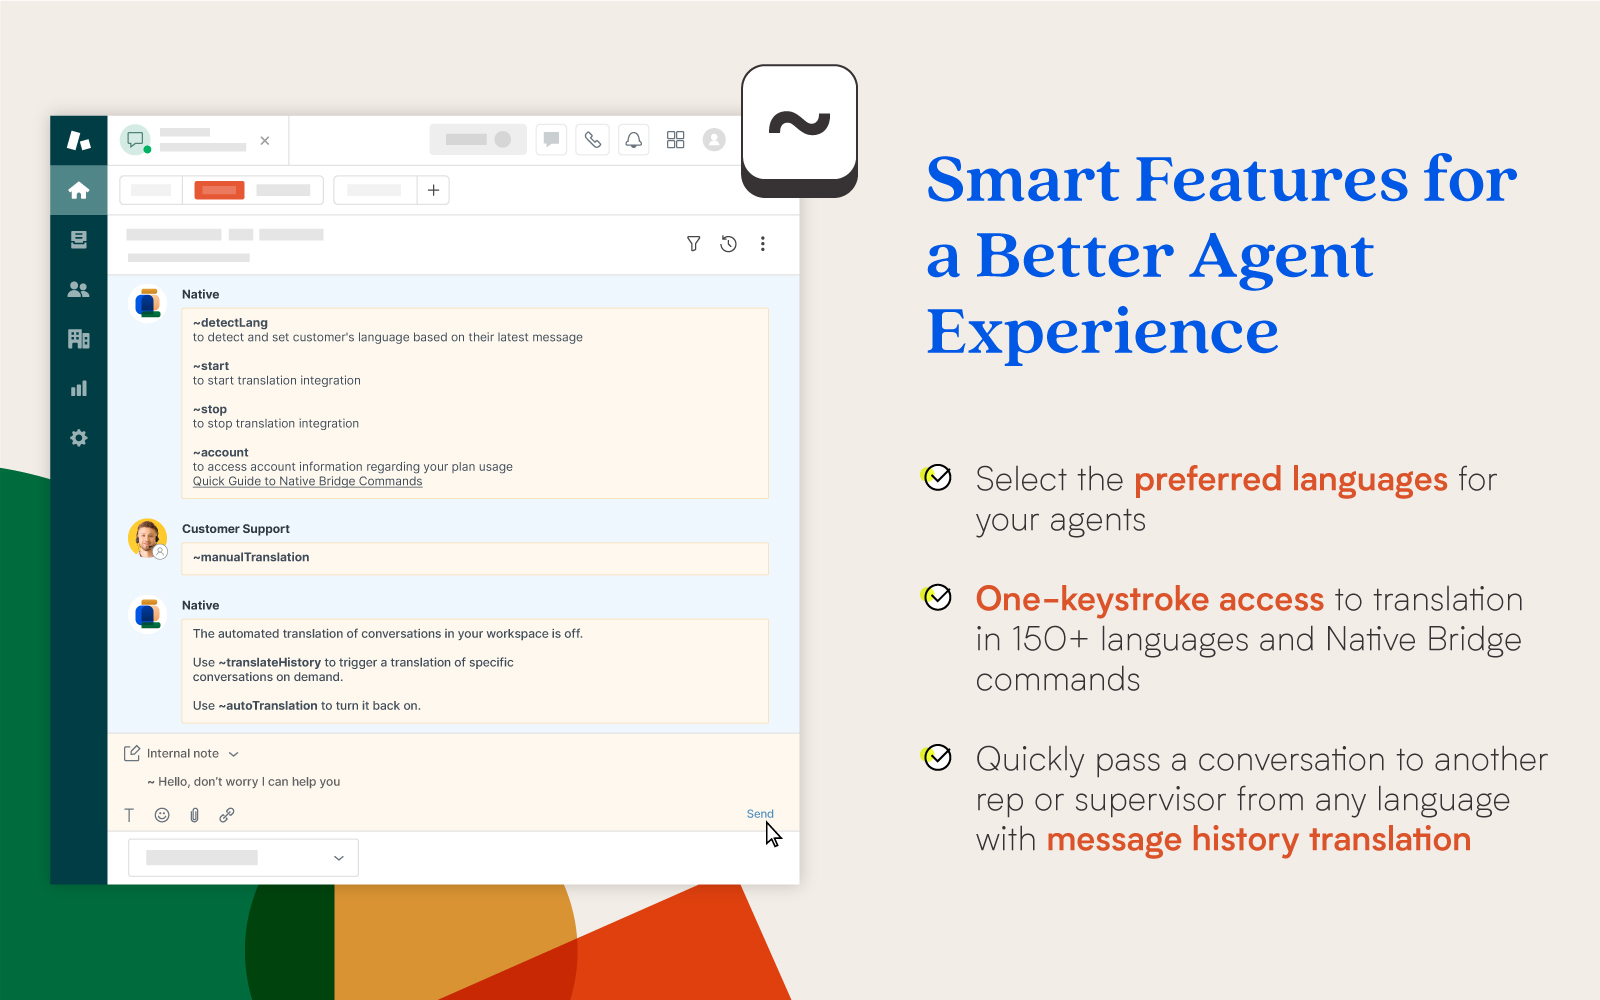 ~
Smart Features for
a Better Agent
Experience
Native
~detectLang
to detect and set customer's language based on their latest message
~start
to start translation integration
~stop
to stop translation integration
~account
to access account information regarding your plan usage
Quick Guide to Native Bridge Commands
Customer Support
~manualTranslation
Native
The automated translation of conversations in your workspace is off.
Use ~translateHistory to trigger a translation of specific
conversations on demand.
Use ~autoTranslation to turn it back on.
Internal note
~ Hello, don't worry I can help you
T
Send
Select the preferred languages for
your agents
One-keystroke access to translation
in 150+ languages and Native Bridge
commands
Quickly pass a conversation to another
rep or supervisor from any language
with message history translation